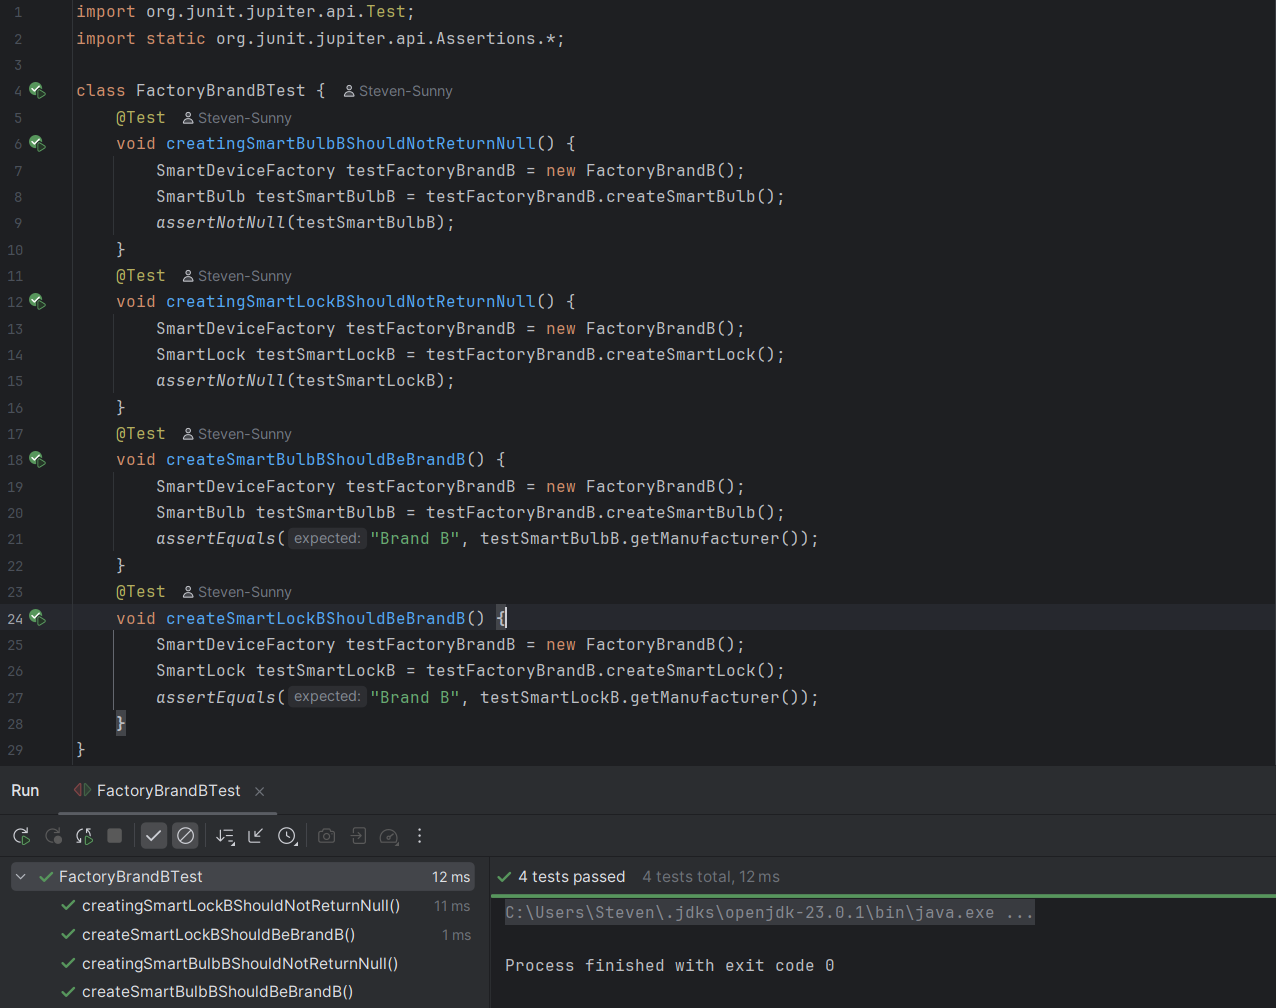 1 import org.junit.jupiter.api.Test;
2 import static org.junit.jupiter.api.Assertions.*;
3
4 class FactoryBrandBTest { Steven-Sunny
5 @Test Steven-Sunny
6 void creatingSmartBulbBShouldNotReturnNull() {
7 SmartDeviceFactory testFactoryBrandB = new FactoryBrandB();
8 SmartBulb testSmartBulbB = testFactoryBrandB.createSmartBulb();
9 assertNotNull(testSmartBulbB);
10 }
11 @Test Steven-Sunny
12 void creatingSmartLockBShouldNotReturnNull() {
13 SmartDeviceFactory testFactoryBrandB = new FactoryBrandB();
14 SmartLock testSmartLockB = testFactoryBrandB.createSmartLock();
15 assertNotNull(testSmartLockB);
16 }
17 @Test Steven-Sunny
18 void createSmartBulbBShouldBeBrandB() {
19 SmartDeviceFactory testFactoryBrandB = new FactoryBrandB();
20 SmartBulb testSmartBulbB = testFactoryBrandB.createSmartBulb();
21 assertEquals( expected: "Brand B", testSmartBulbB.getManufacturer());
22 }
23 @Test Steven-Sunny
24 void createSmartLockBShouldBeBrandB() {
25 SmartDeviceFactory testFactoryBrandB = new FactoryBrandB();
26 SmartLock testSmartLockB = testFactoryBrandB.createSmartLock();
27 assertEquals( expected: "Brand B", testSmartLockB.getManufacturer());
28 }
29 }
Run FactoryBrandBTest
FactoryBrandBTest 12 ms
creatingSmartLockBShouldNotReturnNull() 11 ms
createSmartLockBShouldBeBrandB() 1 ms
creatingSmartBulbBShouldNotReturnNull()
createSmartBulbBShouldBeBrandB()
4 tests passed 4 tests total, 12 ms
C:\Users\Steven\.jdks\openjdk-23.0.1\bin\java.exe ...
Process finished with exit code 0